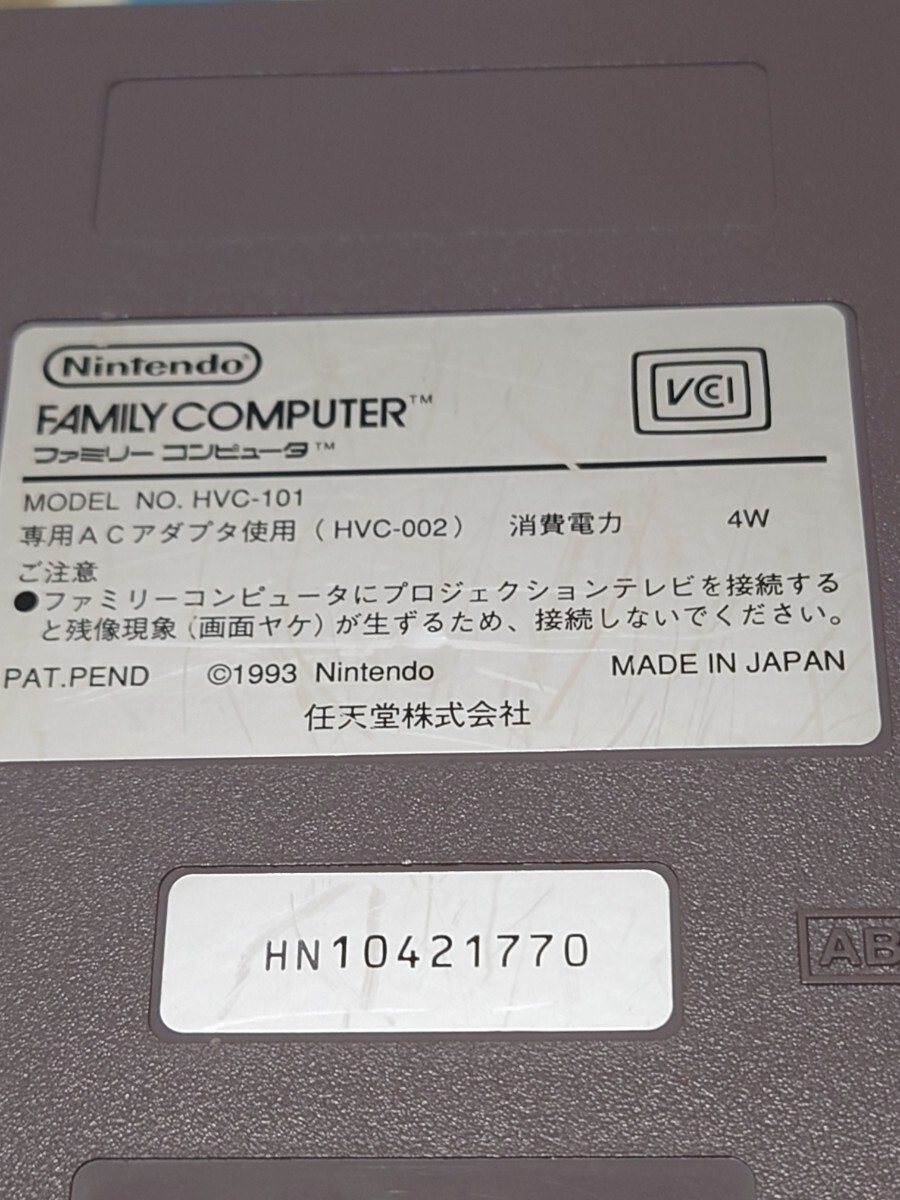 Nintendo®
FAMILY COMPUTER™
ファミリー コンピュータ™
VCCI
MODEL NO. HVC-101
専用ACアダプタ使用（HVC-002） 消費電力 4W
ご注意
●ファミリーコンピュータにプロジェクションテレビを接続する
と残像現象（画面ヤケ）が生ずるため、接続しないでください。
PAT.PEND ©1993 Nintendo MADE IN JAPAN
任天堂株式会社
HN10421770
AB